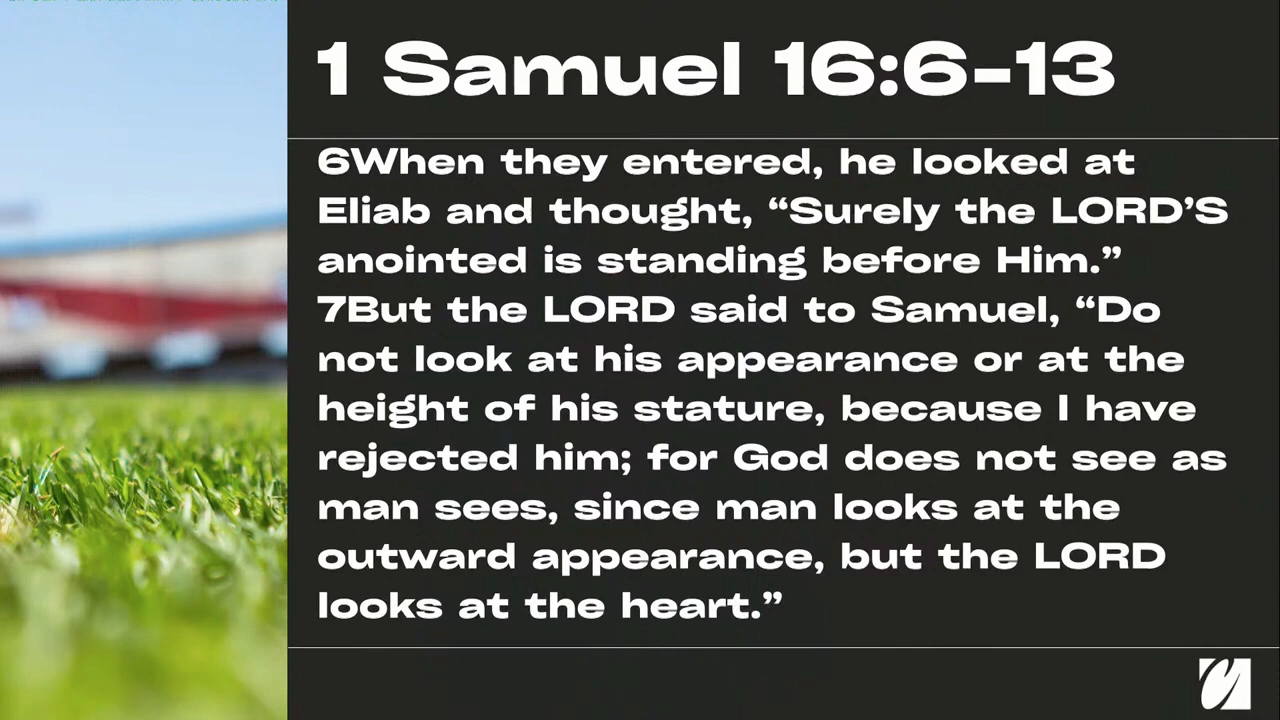 1 Samuel 16:6-13
6When they entered, he looked at
Eliab and thought, “Surely the LORD’S
anointed is standing before Him.”
7But the LORD said to Samuel, “Do
not look at his appearance or at the
height of his stature, because I have
rejected him; for God does not see as
man sees, since man looks at the
outward appearance, but the LORD
looks at the heart.”